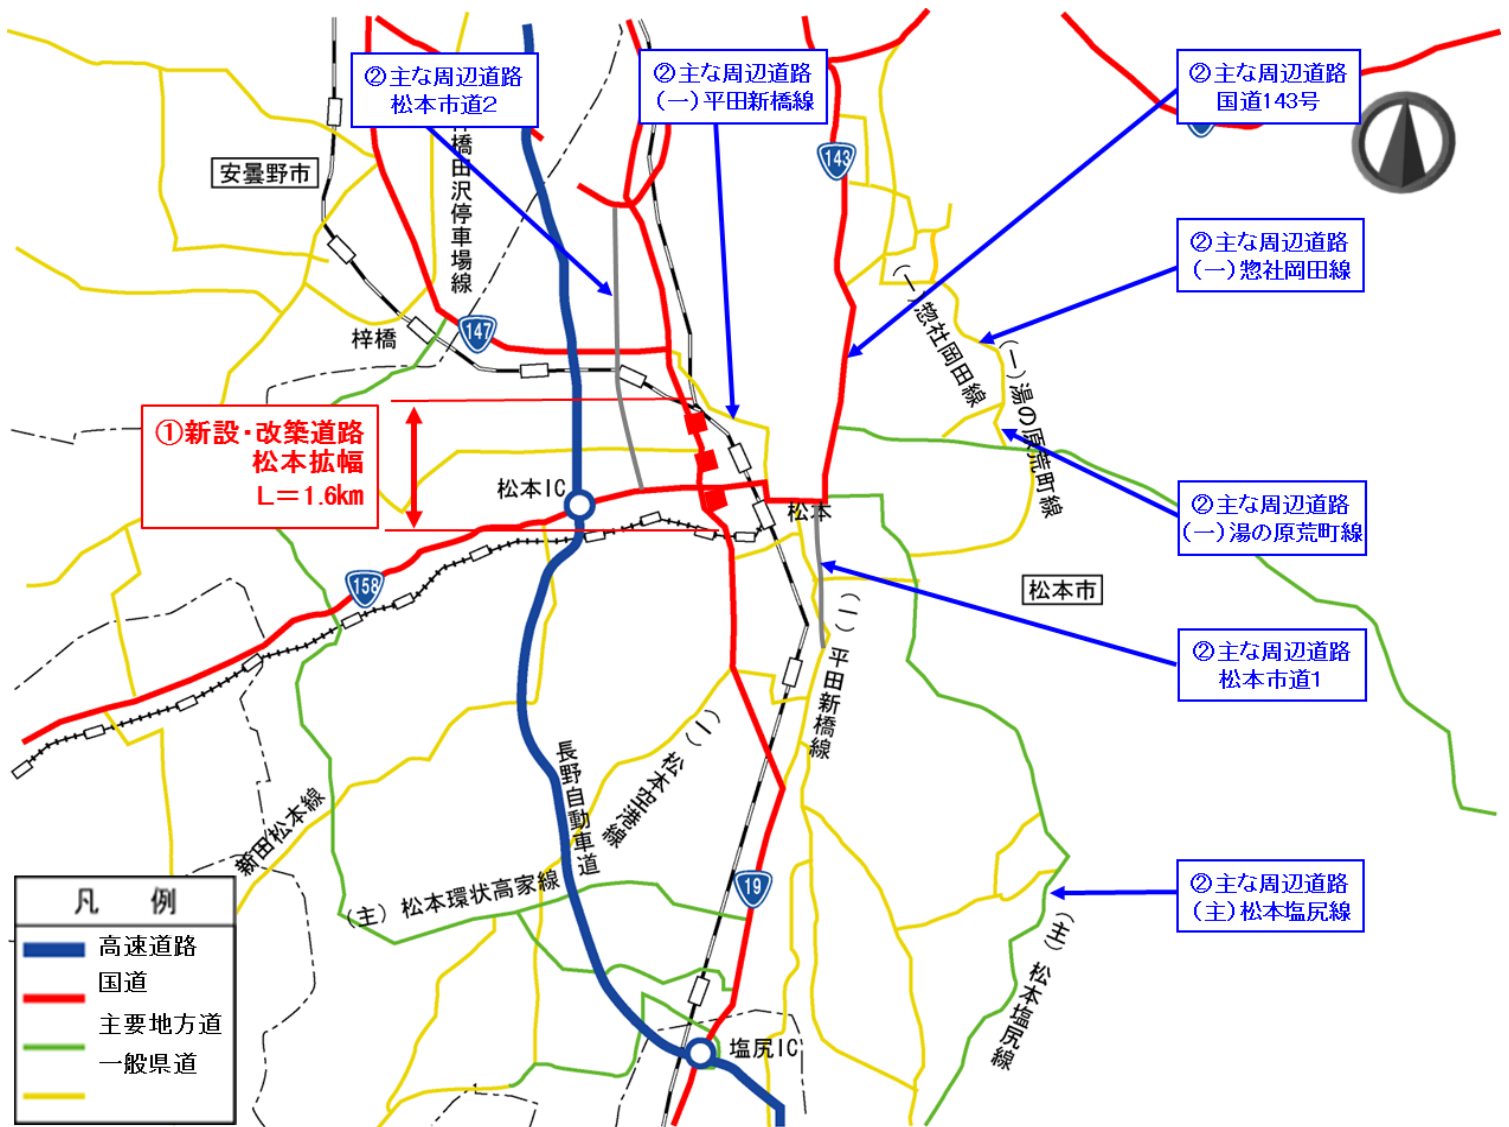 ②主な周辺道路
松本市道2
②主な周辺道路
(一)平田新橋線
②主な周辺道路
国道143号
橋田沢停車場線
143
安曇野市
②主な周辺道路
(一)惣社岡田線
(一)惣社岡田線
147
梓橋
(一)湯の原荒町線
①新設・改築道路
松本拡幅
L=1.6km
松本IC
松本
②主な周辺道路
(一)湯の原荒町線
158
松本市
(一)平田新橋線
②主な周辺道路
松本市道1
(一)松本空港線
長野自動車道
新田松本線
19
(主)松本環状高家線
②主な周辺道路
(主)松本塩尻線
(主)松本塩尻線
塩尻IC
凡 例
高速道路
国道
主要地方道
一般県道